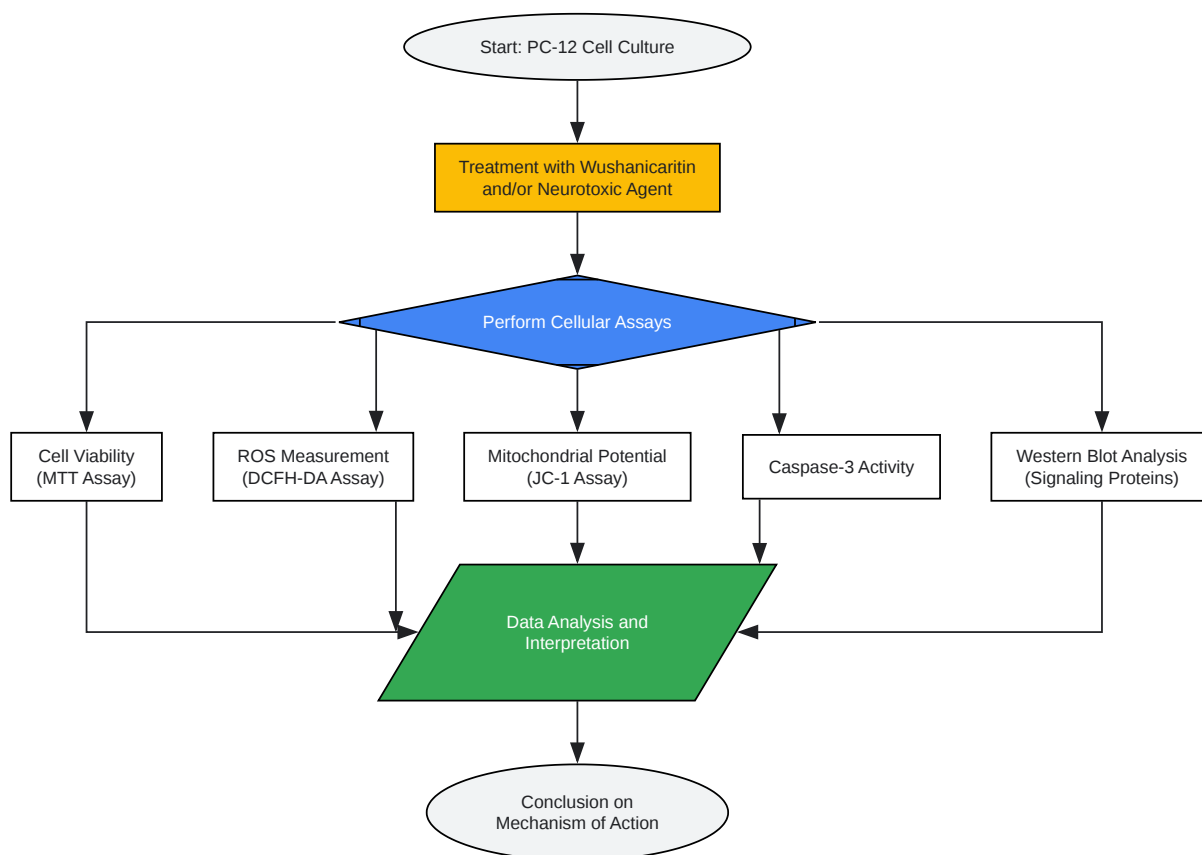 Start: PC-12 Cell Culture
Treatment with Wushanicaritin
and/or Neurotoxic Agent
Perform Cellular Assays
Cell Viability
(MTT Assay)
ROS Measurement
(DCFH-DA Assay)
Mitochondrial Potential
(JC-1 Assay)
Caspase-3 Activity
Western Blot Analysis
(Signaling Proteins)
Data Analysis and
Interpretation
Conclusion on
Mechanism of Action